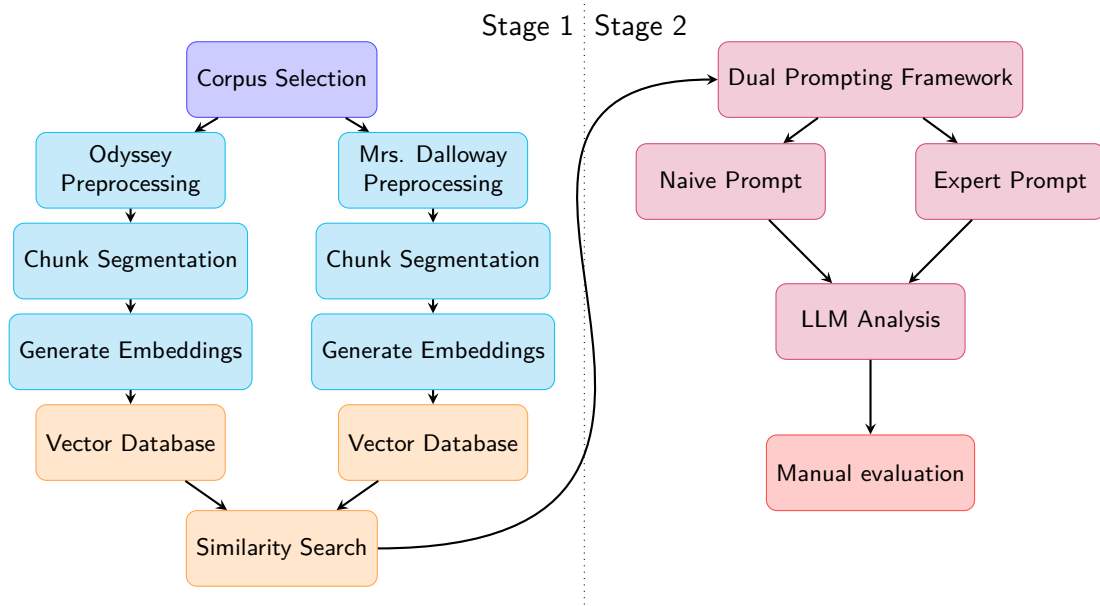 Stage 1
Stage 2
Corpus Selection
Odyssey
Preprocessing
Mrs. Dalloway
Preprocessing
Chunk Segmentation
Chunk Segmentation
Generate Embeddings
Generate Embeddings
Vector Database
Vector Database
Similarity Search
Dual Prompting Framework
Naive Prompt
Expert Prompt
LLM Analysis
Manual evaluation